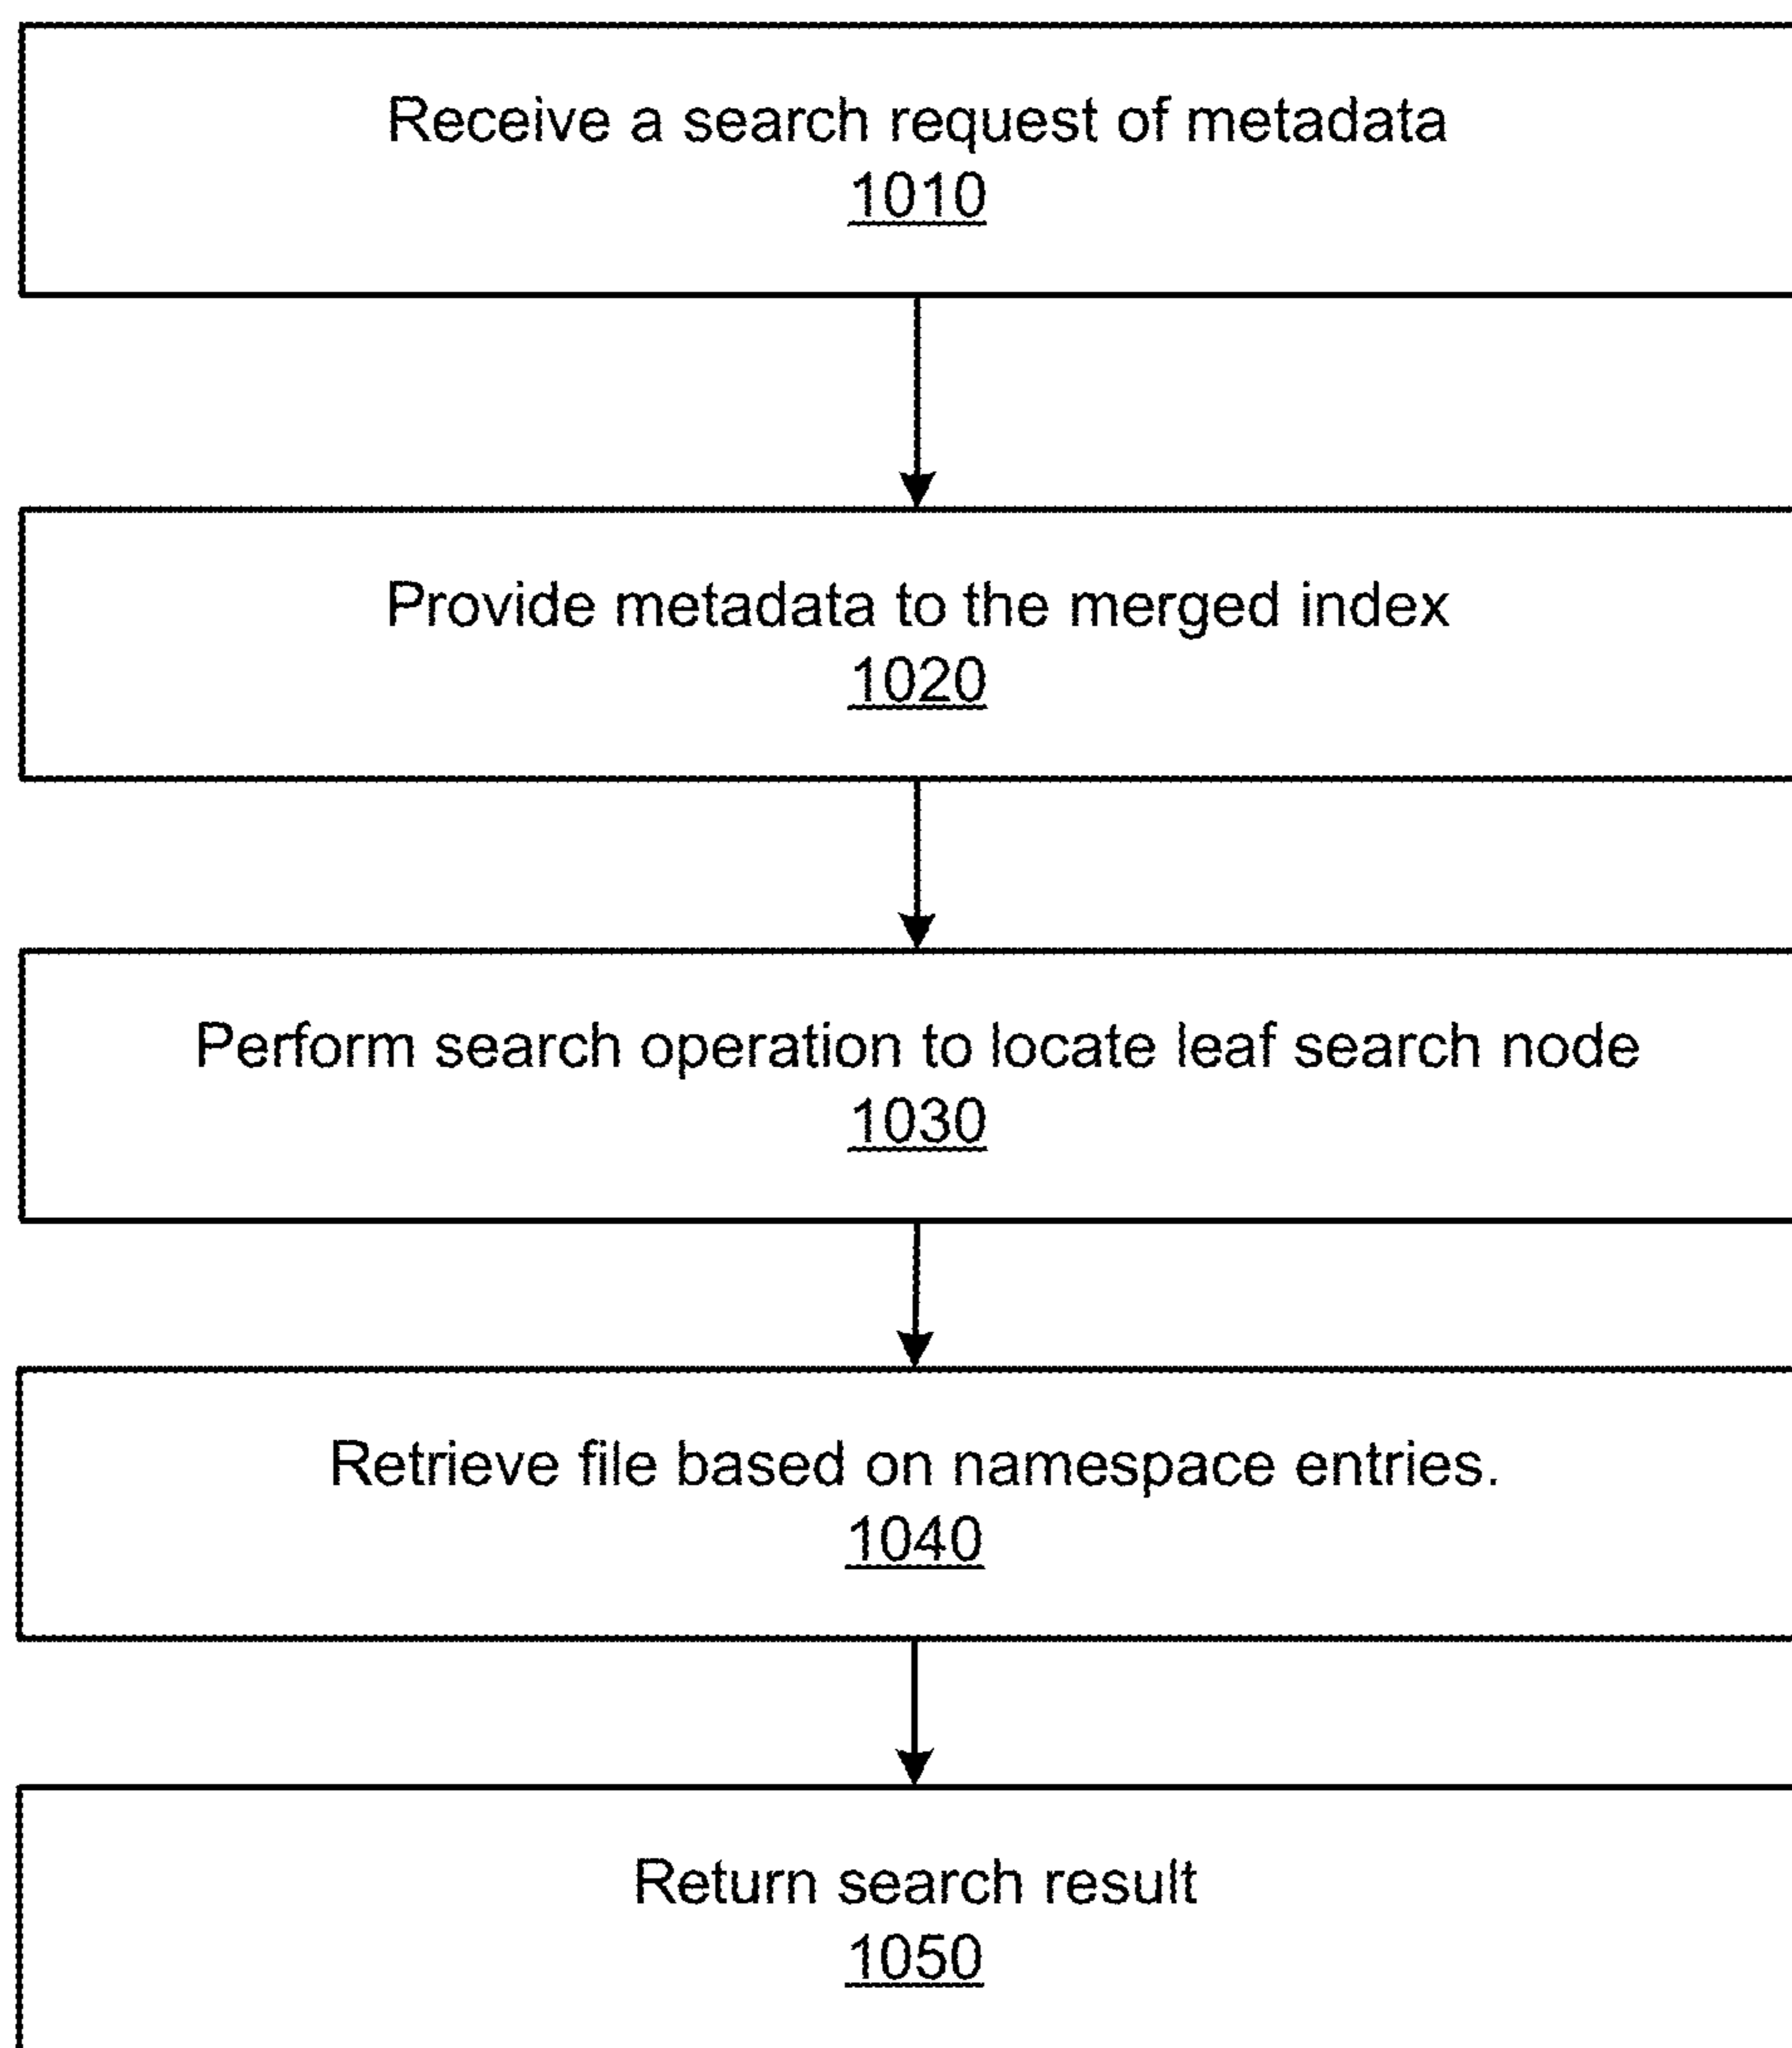 Receive a search request of metadata
1010
Provide metadata to the merged index
1020
Perform search operation to locate leaf search node
1030
Retrieve file based on namespace entries.
1040
Return search result
1050